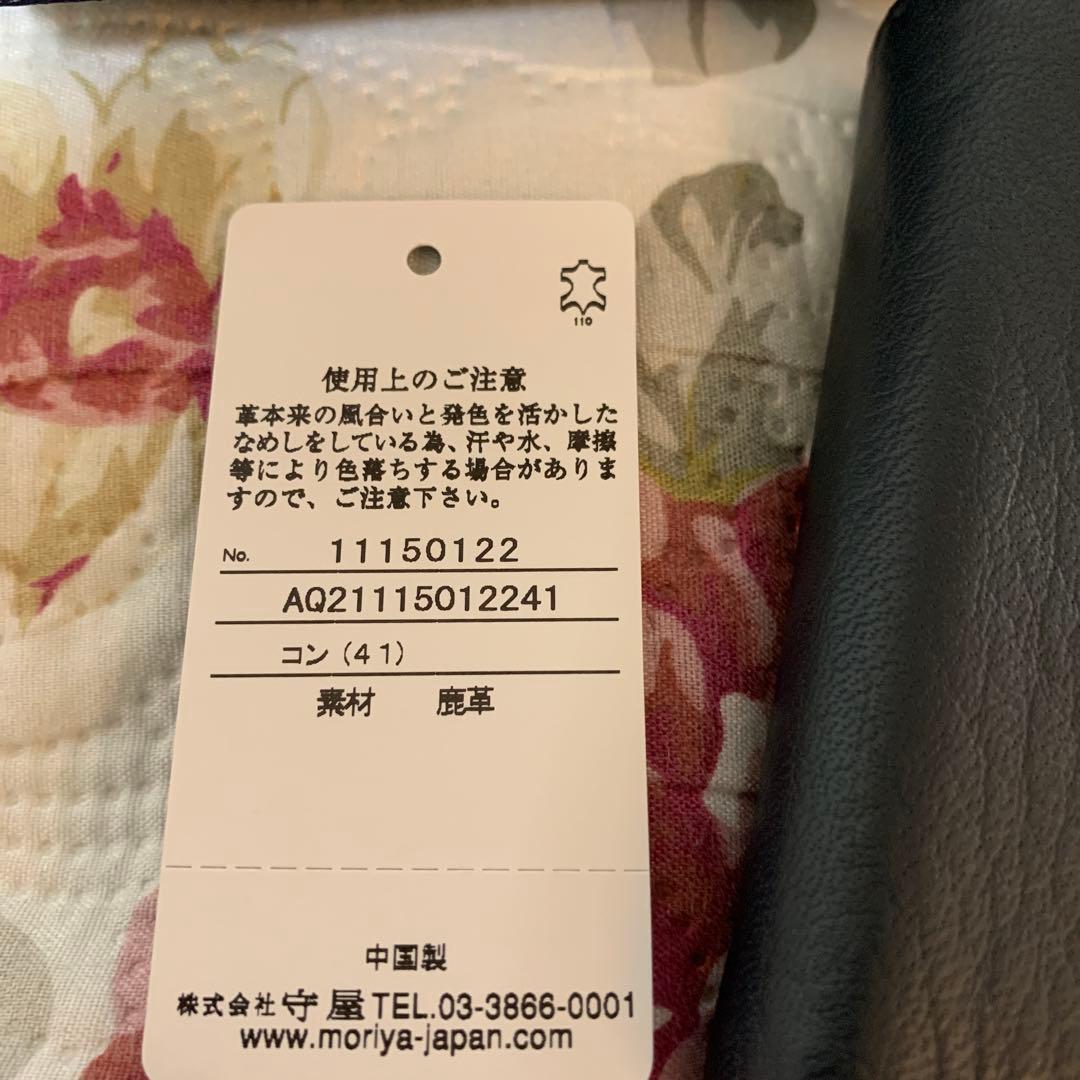 110
使用上のご注意
革本来の風合いと発色を活かした
なめしをしている為、汗や水、摩擦
等により色落ちする場合がありま
すので、ご注意下さい。
No. 11150122
AQ21115012241
コン(41)
素材 鹿革
中国製
株式会社 守屋 TEL.03-3866-0001
www.moriya-japan.com